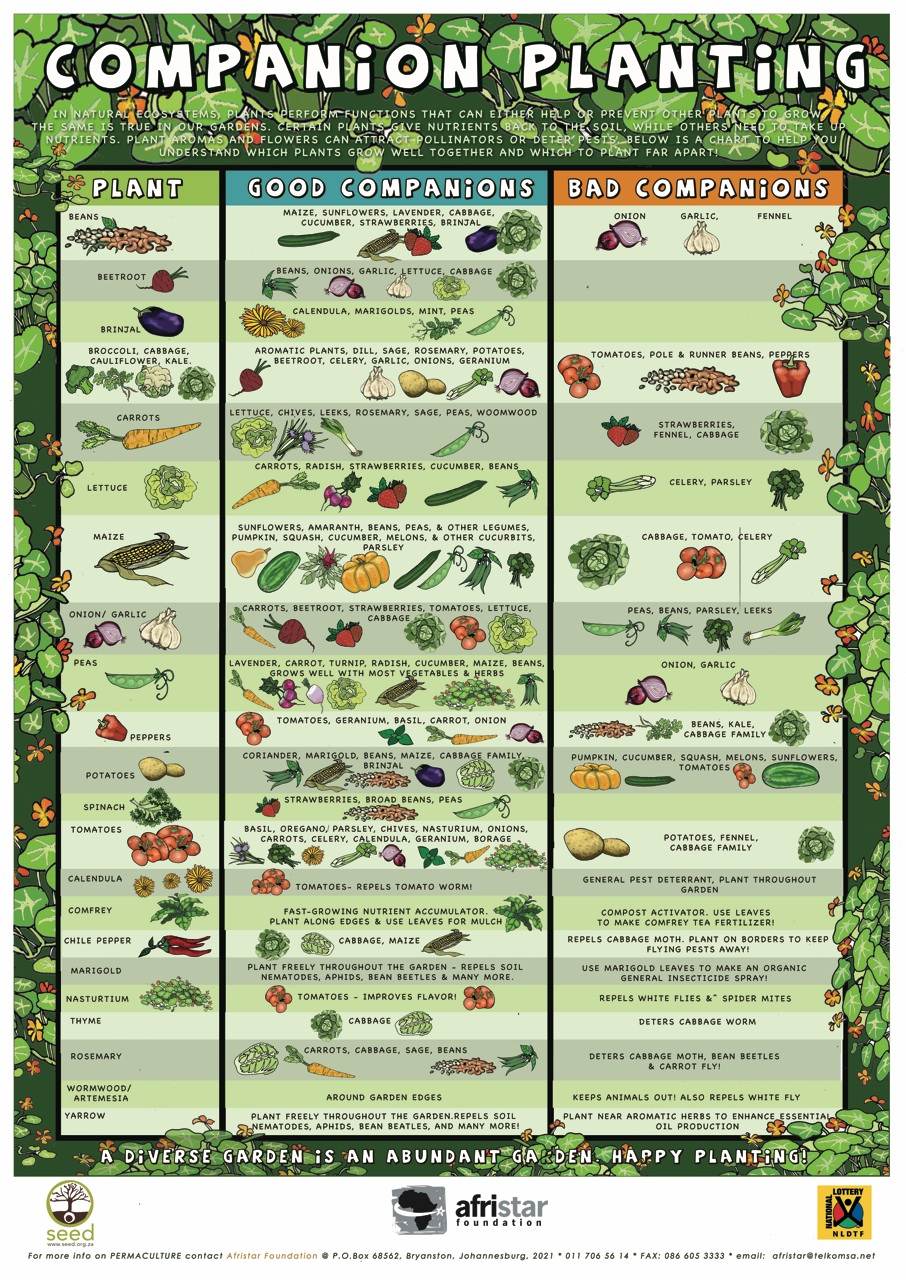 COMPANION PLANTING
IN NATURAL ECOSYSTEMS, PLANTS PERFORM FUNCTIONS THAT CAN EITHER HELP OR PREVENT OTHER PLANTS TO GROW.
THE SAME IS TRUE IN OUR GARDENS. CERTAIN PLANTS GIVE NUTRIENTS BACK TO THE SOIL, WHILE OTHERS NEED TO TAKE UP
NUTRIENTS. PLANT AROMAS AND FLOWERS CAN ATTRACT POLLINATORS OR DETER PESTS. BELOW IS A CHART TO HELP YOU
UNDERSTAND WHICH PLANTS GROW WELL TOGETHER AND WHICH TO PLANT FAR APART!
PLANT
GOOD COMPANIONS
BAD COMPANIONS
BEANS
MAIZE, SUNFLOWERS, LAVENDER, CABBAGE,
CUCUMBER, STRAWBERRIES, BRINJAL
ONION GARLIC, FENNEL
BEETROOT
BEANS, ONIONS, GARLIC, LETTUCE, CABBAGE
BRINJAL
CALENDULA, MARIGOLDS, MINT, PEAS
BROCCOLI, CABBAGE,
CAULIFLOWER, KALE.
AROMATIC PLANTS, DILL, SAGE, ROSEMARY, POTATOES,
BEETROOT, CELERY, GARLIC, ONIONS, GERANIUM
TOMATOES, POLE & RUNNER BEANS, PEPPERS
CARROTS
LETTUCE, CHIVES, LEEKS, ROSEMARY, SAGE, PEAS, WOOMWOOD
STRAWBERRIES,
FENNEL, CABBAGE
LETTUCE
CARROTS, RADISH, STRAWBERRIES, CUCUMBER, BEANS
CELERY, PARSLEY
MAIZE
SUNFLOWERS, AMARANTH, BEANS, PEAS, & OTHER LEGUMES,
PUMPKIN, SQUASH, CUCUMBER, MELONS, & OTHER CUCURBITS,
PARSLEY
CABBAGE, TOMATO, CELERY
ONION/ GARLIC
CARROTS, BEETROOT, STRAWBERRIES, TOMATOES, LETTUCE,
CABBAGE
PEAS, BEANS, PARSLEY, LEEKS
PEAS
LAVENDER, CARROT, TURNIP, RADISH, CUCUMBER, MAIZE, BEANS,
GROWS WELL WITH MOST VEGETABLES & HERBS
ONION, GARLIC
PEPPERS
TOMATOES, GERANIUM, BASIL, CARROT, ONION
BEANS, KALE,
CABBAGE FAMILY
POTATOES
CORIANDER, MARIGOLD, BEANS, MAIZE, CABBAGE FAMILY,
BRINJAL
PUMPKIN, CUCUMBER, SQUASH, MELONS, SUNFLOWERS,
TOMATOES
SPINACH
STRAWBERRIES, BROAD BEANS, PEAS
TOMATOES
BASIL, OREGANO, PARSLEY, CHIVES, NASTURTIUM, ONIONS,
CARROTS, CELERY, CALENDULA, GERANIUM, BORAGE
POTATOES, FENNEL,
CABBAGE FAMILY
CALENDULA
TOMATOES- REPELS TOMATO WORM!
GENERAL PEST DETERRANT, PLANT THROUGHOUT
GARDEN
COMFREY
FAST-GROWING NUTRIENT ACCUMULATOR.
PLANT ALONG EDGES & USE LEAVES FOR MULCH
COMPOST ACTIVATOR. USE LEAVES
TO MAKE COMFREY TEA FERTILIZER!
CHILE PEPPER
CABBAGE, MAIZE
REPELS CABBAGE MOTH. PLANT ON BORDERS TO KEEP
FLYING PESTS AWAY!
MARIGOLD
PLANT FREELY THROUGHOUT THE GARDEN - REPELS SOIL
NEMATODES, APHIDS, BEAN BEETLES & MANY MORE.
USE MARIGOLD LEAVES TO MAKE AN ORGANIC
GENERAL INSECTICIDE SPRAY!
NASTURTIUM
TOMATOES - IMPROVES FLAVOR!
REPELS WHITE FLIES & SPIDER MITES
THYME
CABBAGE
DETERS CABBAGE WORM
ROSEMARY
CARROTS, CABBAGE, SAGE, BEANS
DETERS CABBAGE MOTH, BEAN BEETLES
& CARROT FLY!
WORMWOOD/
ARTEMESIA
AROUND GARDEN EDGES
KEEPS ANIMALS OUT! ALSO REPELS WHITE FLY
YARROW
PLANT FREELY THROUGHOUT THE GARDEN.REPELS SOIL
NEMATODES, APHIDS, BEAN BEATLES, AND MANY MORE!
PLANT NEAR AROMATIC HERBS TO ENHANCE ESSENTIAL
OIL PRODUCTION
A DIVERSE GARDEN IS AN ABUNDANT GARDEN. HAPPY PLANTING!
seed
www.seed.org.za
afristar
foundation
NATIONAL LOTTERY
NLDTF
For more info on PERMACULTURE contact Afristar Foundation @ P.O.Box 68562, Bryanston, Johannesburg, 2021 * 011 706 56 14 * FAX: 086 605 3333 * email: afristar@telkomsa.net